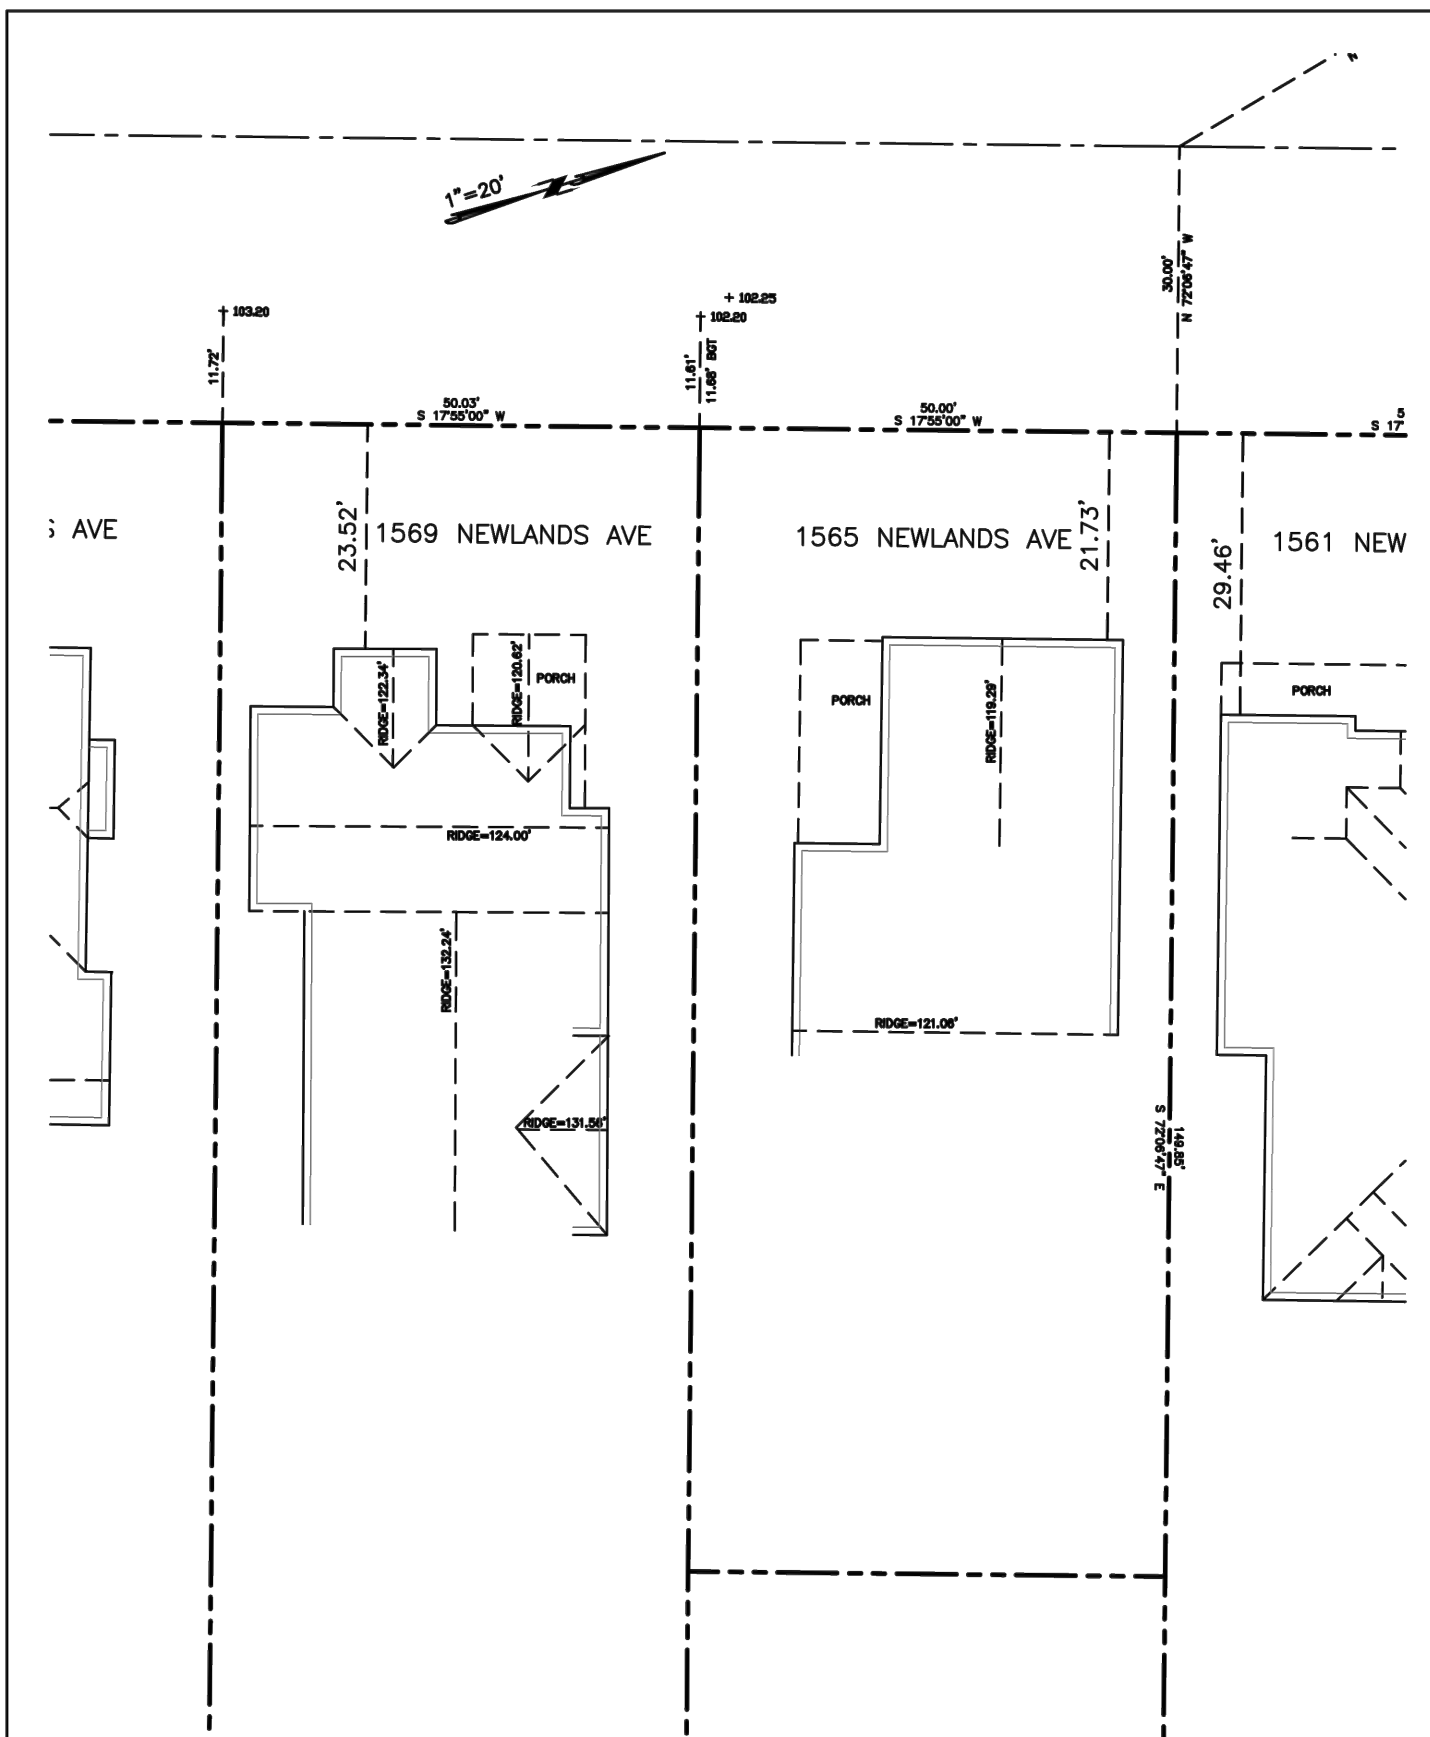 N
1"=20'
30.00'
N 72°06'47" W
+ 103.20
+ 102.25
+ 102.20
11.72'
11.61'
11.68' BGT
50.03'
S 17°55'00" W
50.00'
S 17°55'00" W
5
S 17°
S AVE
23.52'
1569 NEWLANDS AVE
1565 NEWLANDS AVE
21.73'
29.46'
1561 NEW
RIDGE=122.34'
RIDGE=120.62'
PORCH
PORCH
RIDGE=119.29'
PORCH
RIDGE=124.00'
RIDGE=132.24'
RIDGE=121.06'
RIDGE=131.56'
149.85'
S 72°06'47" E